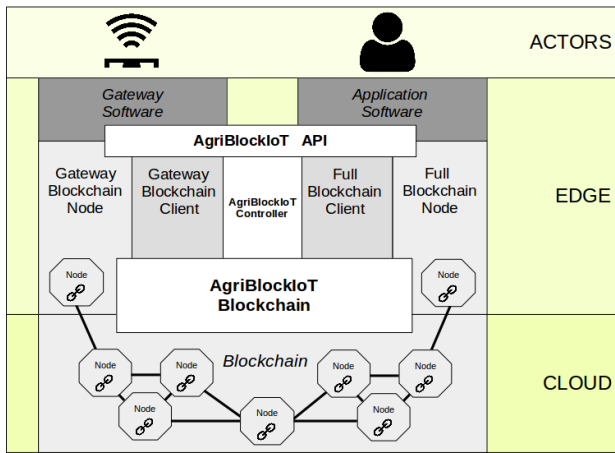 ACTORS
Gateway
Software
Application
Software
AgriBlockIoT API
Gateway
Blockchain
Node
Gateway
Blockchain
Client
AgriBlockIoT
Controller
Full
Blockchain
Client
Full
Blockchain
Node
EDGE
Node
Node
AgriBlockIoT
Blockchain
Blockchain
Node
Node
Node
Node
CLOUD
Node
Node
Node